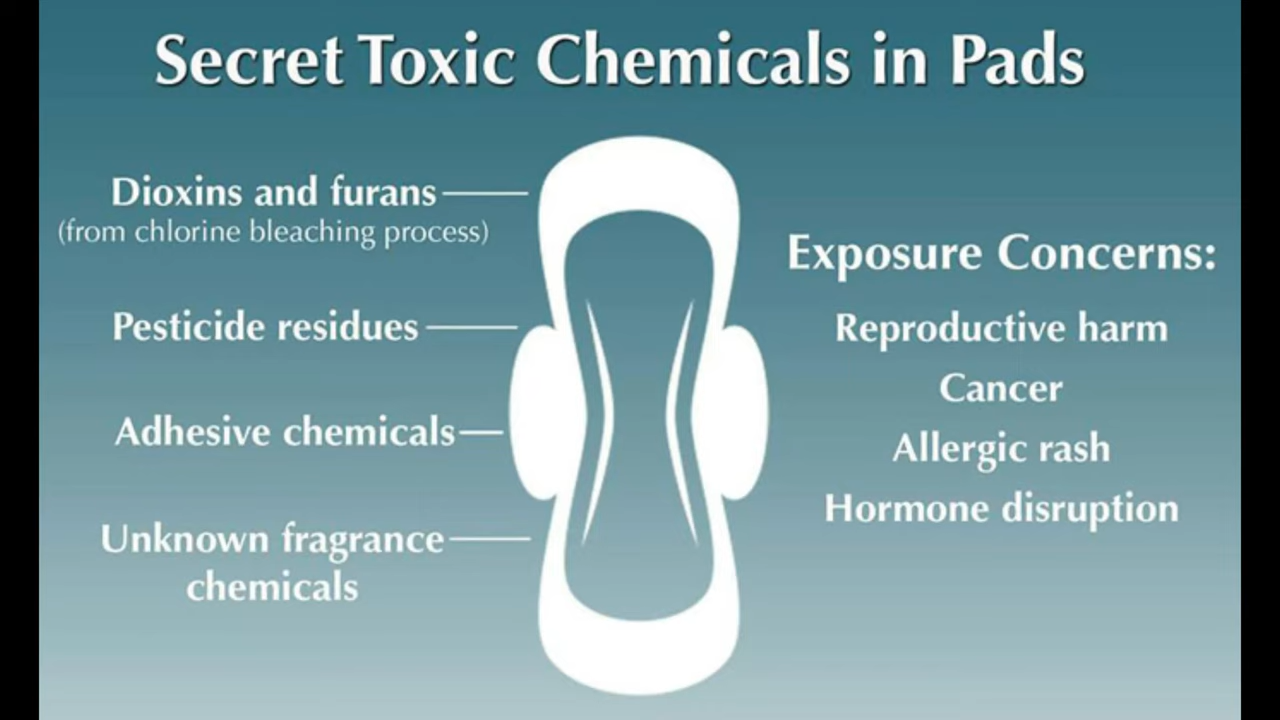 Secret Toxic Chemicals in Pads
Dioxins and furans
(from chlorine bleaching process)
Pesticide residues
Adhesive chemicals
Unknown fragrance
chemicals
Exposure Concerns:
Reproductive harm
Cancer
Allergic rash
Hormone disruption